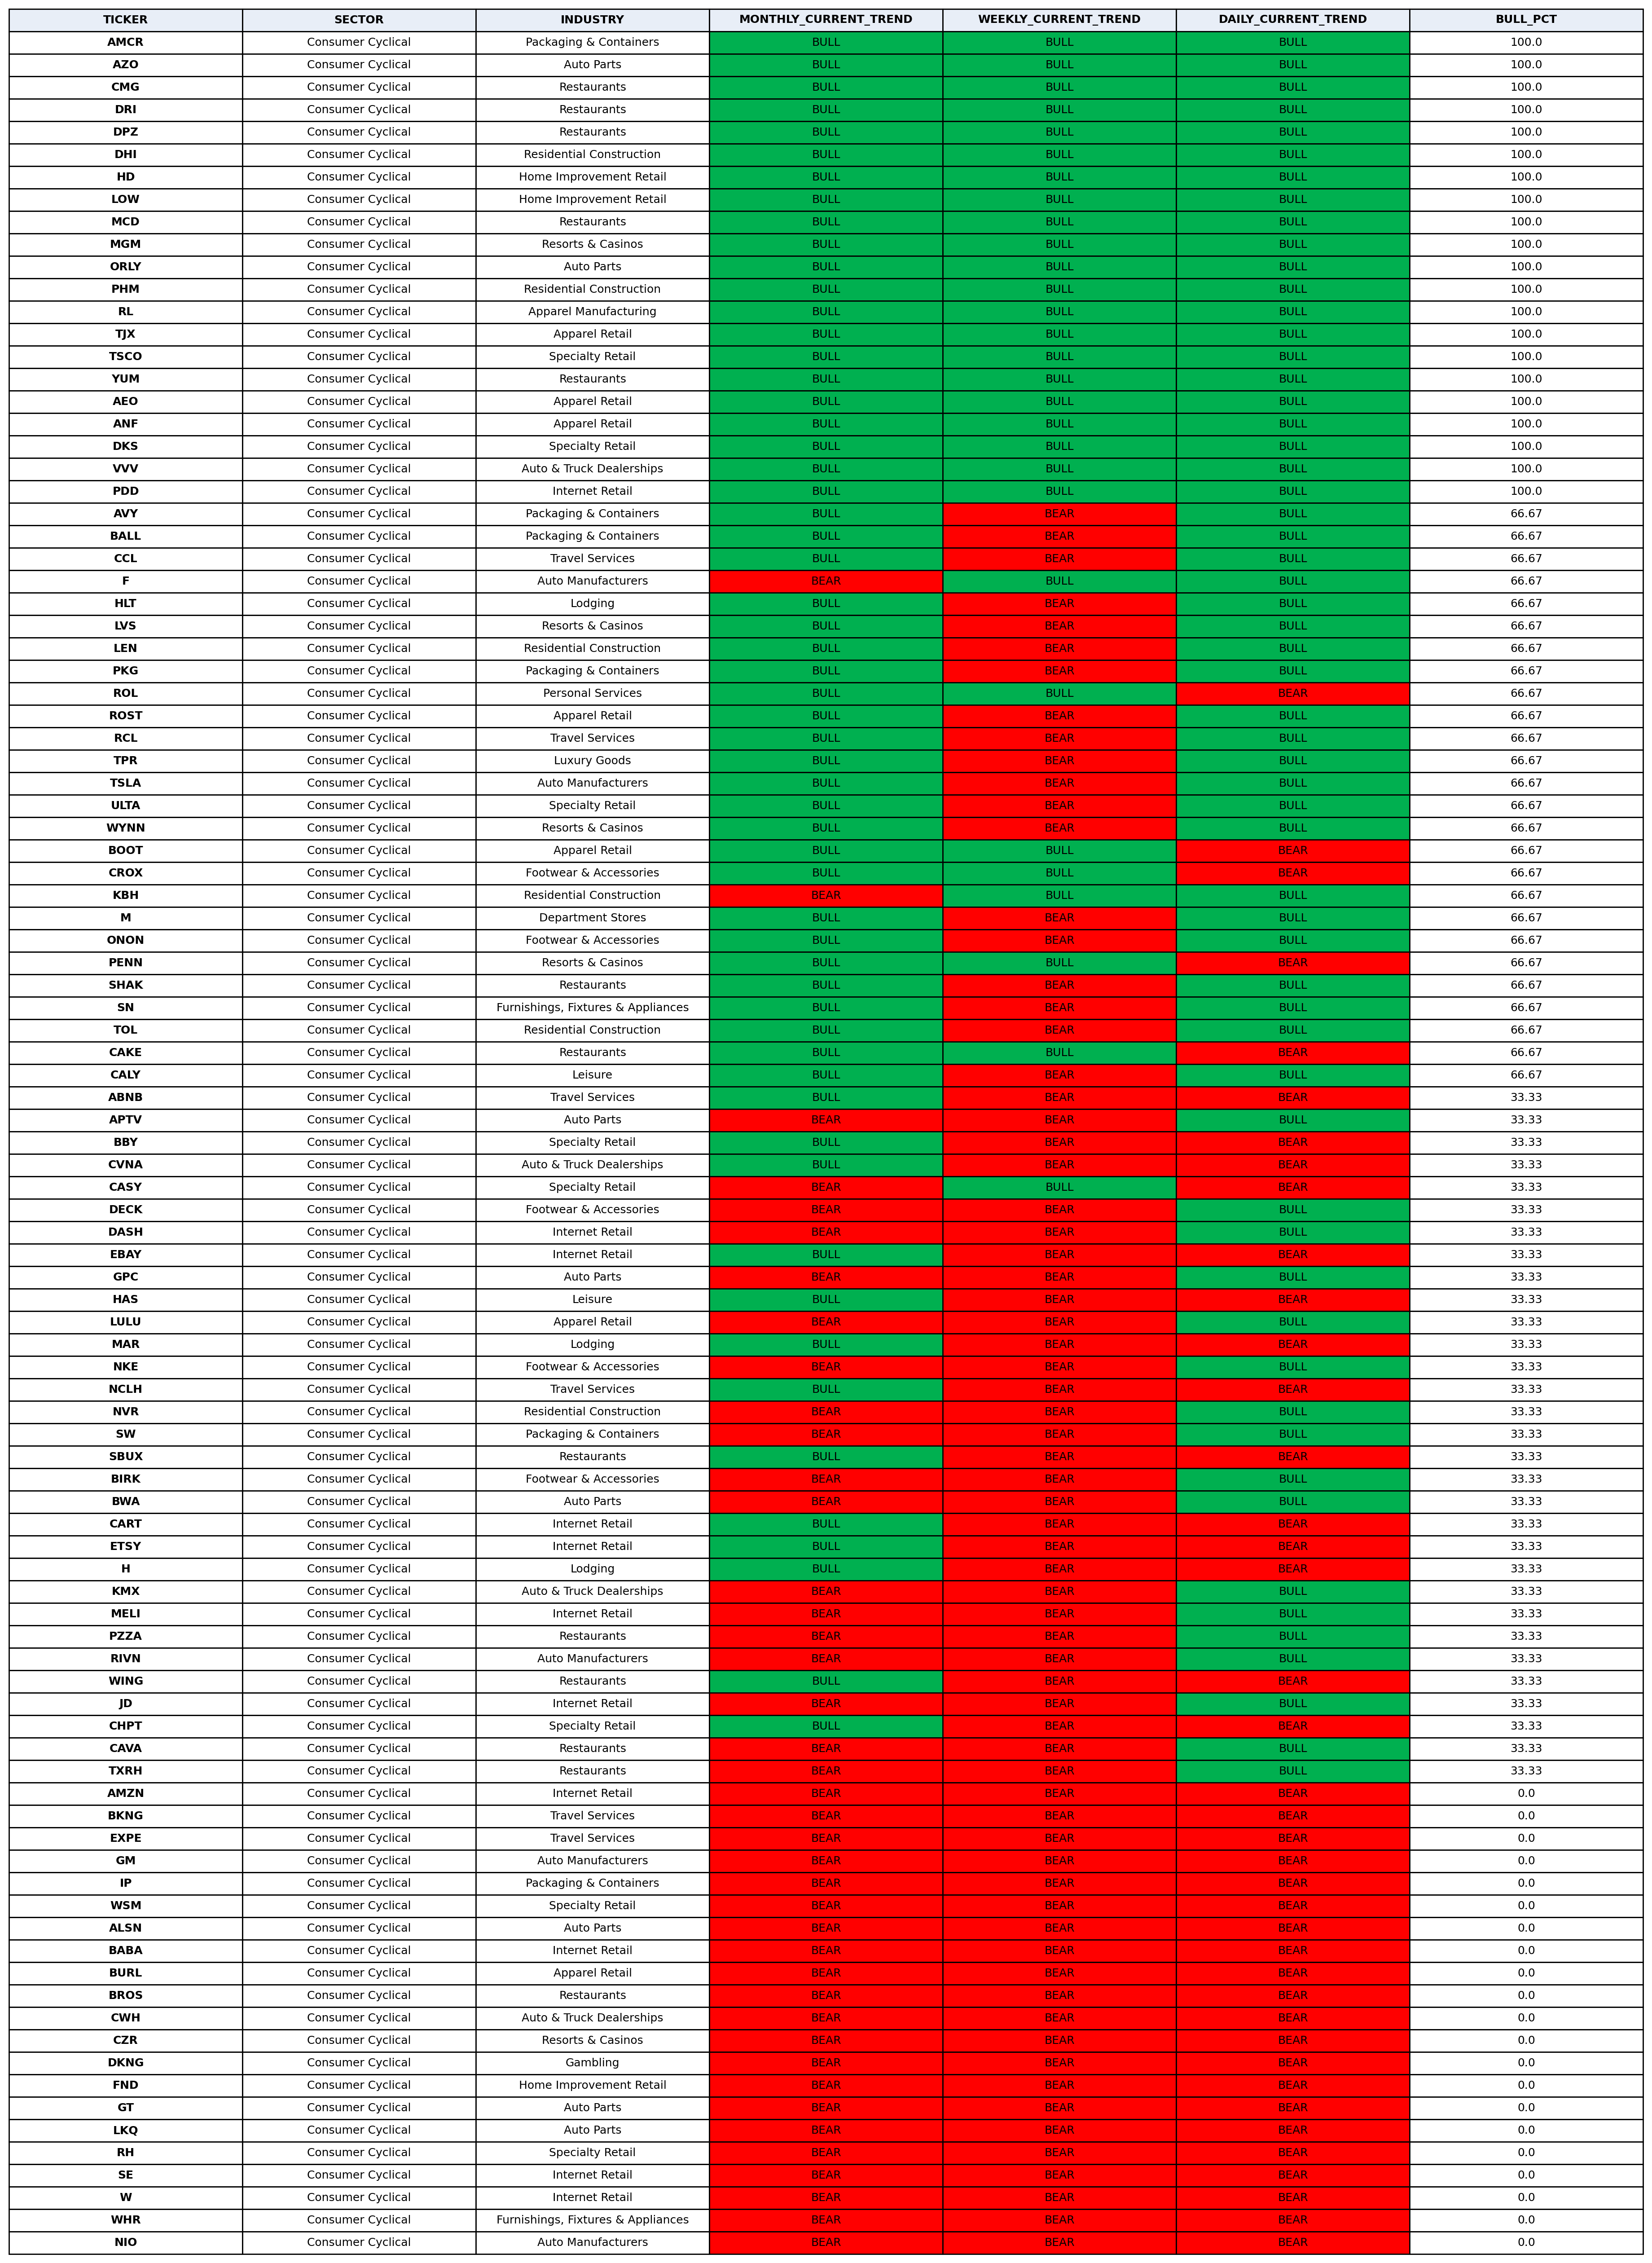 TICKER SECTOR INDUSTRY MONTHLY_CURRENT_TREND WEEKLY_CURRENT_TREND DAILY_CURRENT_TREND BULL_PCT
AMCR Consumer Cyclical Packaging & Containers BULL BULL BULL 100.0
AZO Consumer Cyclical Auto Parts BULL BULL BULL 100.0
CMG Consumer Cyclical Restaurants BULL BULL BULL 100.0
DRI Consumer Cyclical Restaurants BULL BULL BULL 100.0
DPZ Consumer Cyclical Restaurants BULL BULL BULL 100.0
DHI Consumer Cyclical Residential Construction BULL BULL BULL 100.0
HD Consumer Cyclical Home Improvement Retail BULL BULL BULL 100.0
LOW Consumer Cyclical Home Improvement Retail BULL BULL BULL 100.0
MCD Consumer Cyclical Restaurants BULL BULL BULL 100.0
MGM Consumer Cyclical Resorts & Casinos BULL BULL BULL 100.0
ORLY Consumer Cyclical Auto Parts BULL BULL BULL 100.0
PHM Consumer Cyclical Residential Construction BULL BULL BULL 100.0
RL Consumer Cyclical Apparel Manufacturing BULL BULL BULL 100.0
TJX Consumer Cyclical Apparel Retail BULL BULL BULL 100.0
TSCO Consumer Cyclical Specialty Retail BULL BULL BULL 100.0
YUM Consumer Cyclical Restaurants BULL BULL BULL 100.0
AEO Consumer Cyclical Apparel Retail BULL BULL BULL 100.0
ANF Consumer Cyclical Apparel Retail BULL BULL BULL 100.0
DKS Consumer Cyclical Specialty Retail BULL BULL BULL 100.0
VVV Consumer Cyclical Auto & Truck Dealerships BULL BULL BULL 100.0
PDD Consumer Cyclical Internet Retail BULL BULL BULL 100.0
AVY Consumer Cyclical Packaging & Containers BULL BEAR BULL 66.67
BALL Consumer Cyclical Packaging & Containers BULL BEAR BULL 66.67
CCL Consumer Cyclical Travel Services BULL BEAR BULL 66.67
F Consumer Cyclical Auto Manufacturers BEAR BULL BULL 66.67
HLT Consumer Cyclical Lodging BULL BEAR BULL 66.67
LVS Consumer Cyclical Resorts & Casinos BULL BEAR BULL 66.67
LEN Consumer Cyclical Residential Construction BULL BEAR BULL 66.67
PKG Consumer Cyclical Packaging & Containers BULL BEAR BULL 66.67
ROL Consumer Cyclical Personal Services BULL BULL BEAR 66.67
ROST Consumer Cyclical Apparel Retail BULL BEAR BULL 66.67
RCL Consumer Cyclical Travel Services BULL BEAR BULL 66.67
TPR Consumer Cyclical Luxury Goods BULL BEAR BULL 66.67
TSLA Consumer Cyclical Auto Manufacturers BULL BEAR BULL 66.67
ULTA Consumer Cyclical Specialty Retail BULL BEAR BULL 66.67
WYNN Consumer Cyclical Resorts & Casinos BULL BEAR BULL 66.67
BOOT Consumer Cyclical Apparel Retail BULL BULL BEAR 66.67
CROX Consumer Cyclical Footwear & Accessories BULL BULL BEAR 66.67
KBH Consumer Cyclical Residential Construction BEAR BULL BULL 66.67
M Consumer Cyclical Department Stores BULL BEAR BULL 66.67
ONON Consumer Cyclical Footwear & Accessories BULL BEAR BULL 66.67
PENN Consumer Cyclical Resorts & Casinos BULL BULL BEAR 66.67
SHAK Consumer Cyclical Restaurants BULL BEAR BULL 66.67
SN Consumer Cyclical Furnishings, Fixtures & Appliances BULL BEAR BULL 66.67
TOL Consumer Cyclical Residential Construction BULL BEAR BULL 66.67
CAKE Consumer Cyclical Restaurants BULL BULL BEAR 66.67
CALY Consumer Cyclical Leisure BULL BEAR BULL 66.67
ABNB Consumer Cyclical Travel Services BULL BEAR BEAR 33.33
APTV Consumer Cyclical Auto Parts BEAR BEAR BULL 33.33
BBY Consumer Cyclical Specialty Retail BULL BEAR BEAR 33.33
CVNA Consumer Cyclical Auto & Truck Dealerships BULL BEAR BEAR 33.33
CASY Consumer Cyclical Specialty Retail BEAR BULL BEAR 33.33
DECK Consumer Cyclical Footwear & Accessories BEAR BEAR BULL 33.33
DASH Consumer Cyclical Internet Retail BEAR BEAR BULL 33.33
EBAY Consumer Cyclical Internet Retail BULL BEAR BEAR 33.33
GPC Consumer Cyclical Auto Parts BEAR BEAR BULL 33.33
HAS Consumer Cyclical Leisure BULL BEAR BEAR 33.33
LULU Consumer Cyclical Apparel Retail BEAR BEAR BULL 33.33
MAR Consumer Cyclical Lodging BULL BEAR BEAR 33.33
NKE Consumer Cyclical Footwear & Accessories BEAR BEAR BULL 33.33
NCLH Consumer Cyclical Travel Services BULL BEAR BEAR 33.33
NVR Consumer Cyclical Residential Construction BEAR BEAR BULL 33.33
SW Consumer Cyclical Packaging & Containers BEAR BEAR BULL 33.33
SBUX Consumer Cyclical Restaurants BULL BEAR BEAR 33.33
BIRK Consumer Cyclical Footwear & Accessories BEAR BEAR BULL 33.33
BWA Consumer Cyclical Auto Parts BEAR BEAR BULL 33.33
CART Consumer Cyclical Internet Retail BULL BEAR BEAR 33.33
ETSY Consumer Cyclical Internet Retail BULL BEAR BEAR 33.33
H Consumer Cyclical Lodging BULL BEAR BEAR 33.33
KMX Consumer Cyclical Auto & Truck Dealerships BEAR BEAR BULL 33.33
MELI Consumer Cyclical Internet Retail BEAR BEAR BULL 33.33
PZZA Consumer Cyclical Restaurants BEAR BEAR BULL 33.33
RIVN Consumer Cyclical Auto Manufacturers BEAR BEAR BULL 33.33
WING Consumer Cyclical Restaurants BULL BEAR BEAR 33.33
JD Consumer Cyclical Internet Retail BEAR BEAR BULL 33.33
CHPT Consumer Cyclical Specialty Retail BULL BEAR BEAR 33.33
CAVA Consumer Cyclical Restaurants BEAR BEAR BULL 33.33
TXRH Consumer Cyclical Restaurants BEAR BEAR BULL 33.33
AMZN Consumer Cyclical Internet Retail BEAR BEAR BEAR 0.0
BKNG Consumer Cyclical Travel Services BEAR BEAR BEAR 0.0
EXPE Consumer Cyclical Travel Services BEAR BEAR BEAR 0.0
GM Consumer Cyclical Auto Manufacturers BEAR BEAR BEAR 0.0
IP Consumer Cyclical Packaging & Containers BEAR BEAR BEAR 0.0
WSM Consumer Cyclical Specialty Retail BEAR BEAR BEAR 0.0
ALSN Consumer Cyclical Auto Parts BEAR BEAR BEAR 0.0
BABA Consumer Cyclical Internet Retail BEAR BEAR BEAR 0.0
BURL Consumer Cyclical Apparel Retail BEAR BEAR BEAR 0.0
BROS Consumer Cyclical Restaurants BEAR BEAR BEAR 0.0
CWH Consumer Cyclical Auto & Truck Dealerships BEAR BEAR BEAR 0.0
CZR Consumer Cyclical Resorts & Casinos BEAR BEAR BEAR 0.0
DKNG Consumer Cyclical Gambling BEAR BEAR BEAR 0.0
FND Consumer Cyclical Home Improvement Retail BEAR BEAR BEAR 0.0
GT Consumer Cyclical Auto Parts BEAR BEAR BEAR 0.0
LKQ Consumer Cyclical Auto Parts BEAR BEAR BEAR 0.0
RH Consumer Cyclical Specialty Retail BEAR BEAR BEAR 0.0
SE Consumer Cyclical Internet Retail BEAR BEAR BEAR 0.0
W Consumer Cyclical Internet Retail BEAR BEAR BEAR 0.0
WHR Consumer Cyclical Furnishings, Fixtures & Appliances BEAR BEAR BEAR 0.0
NIO Consumer Cyclical Auto Manufacturers BEAR BEAR BEAR 0.0